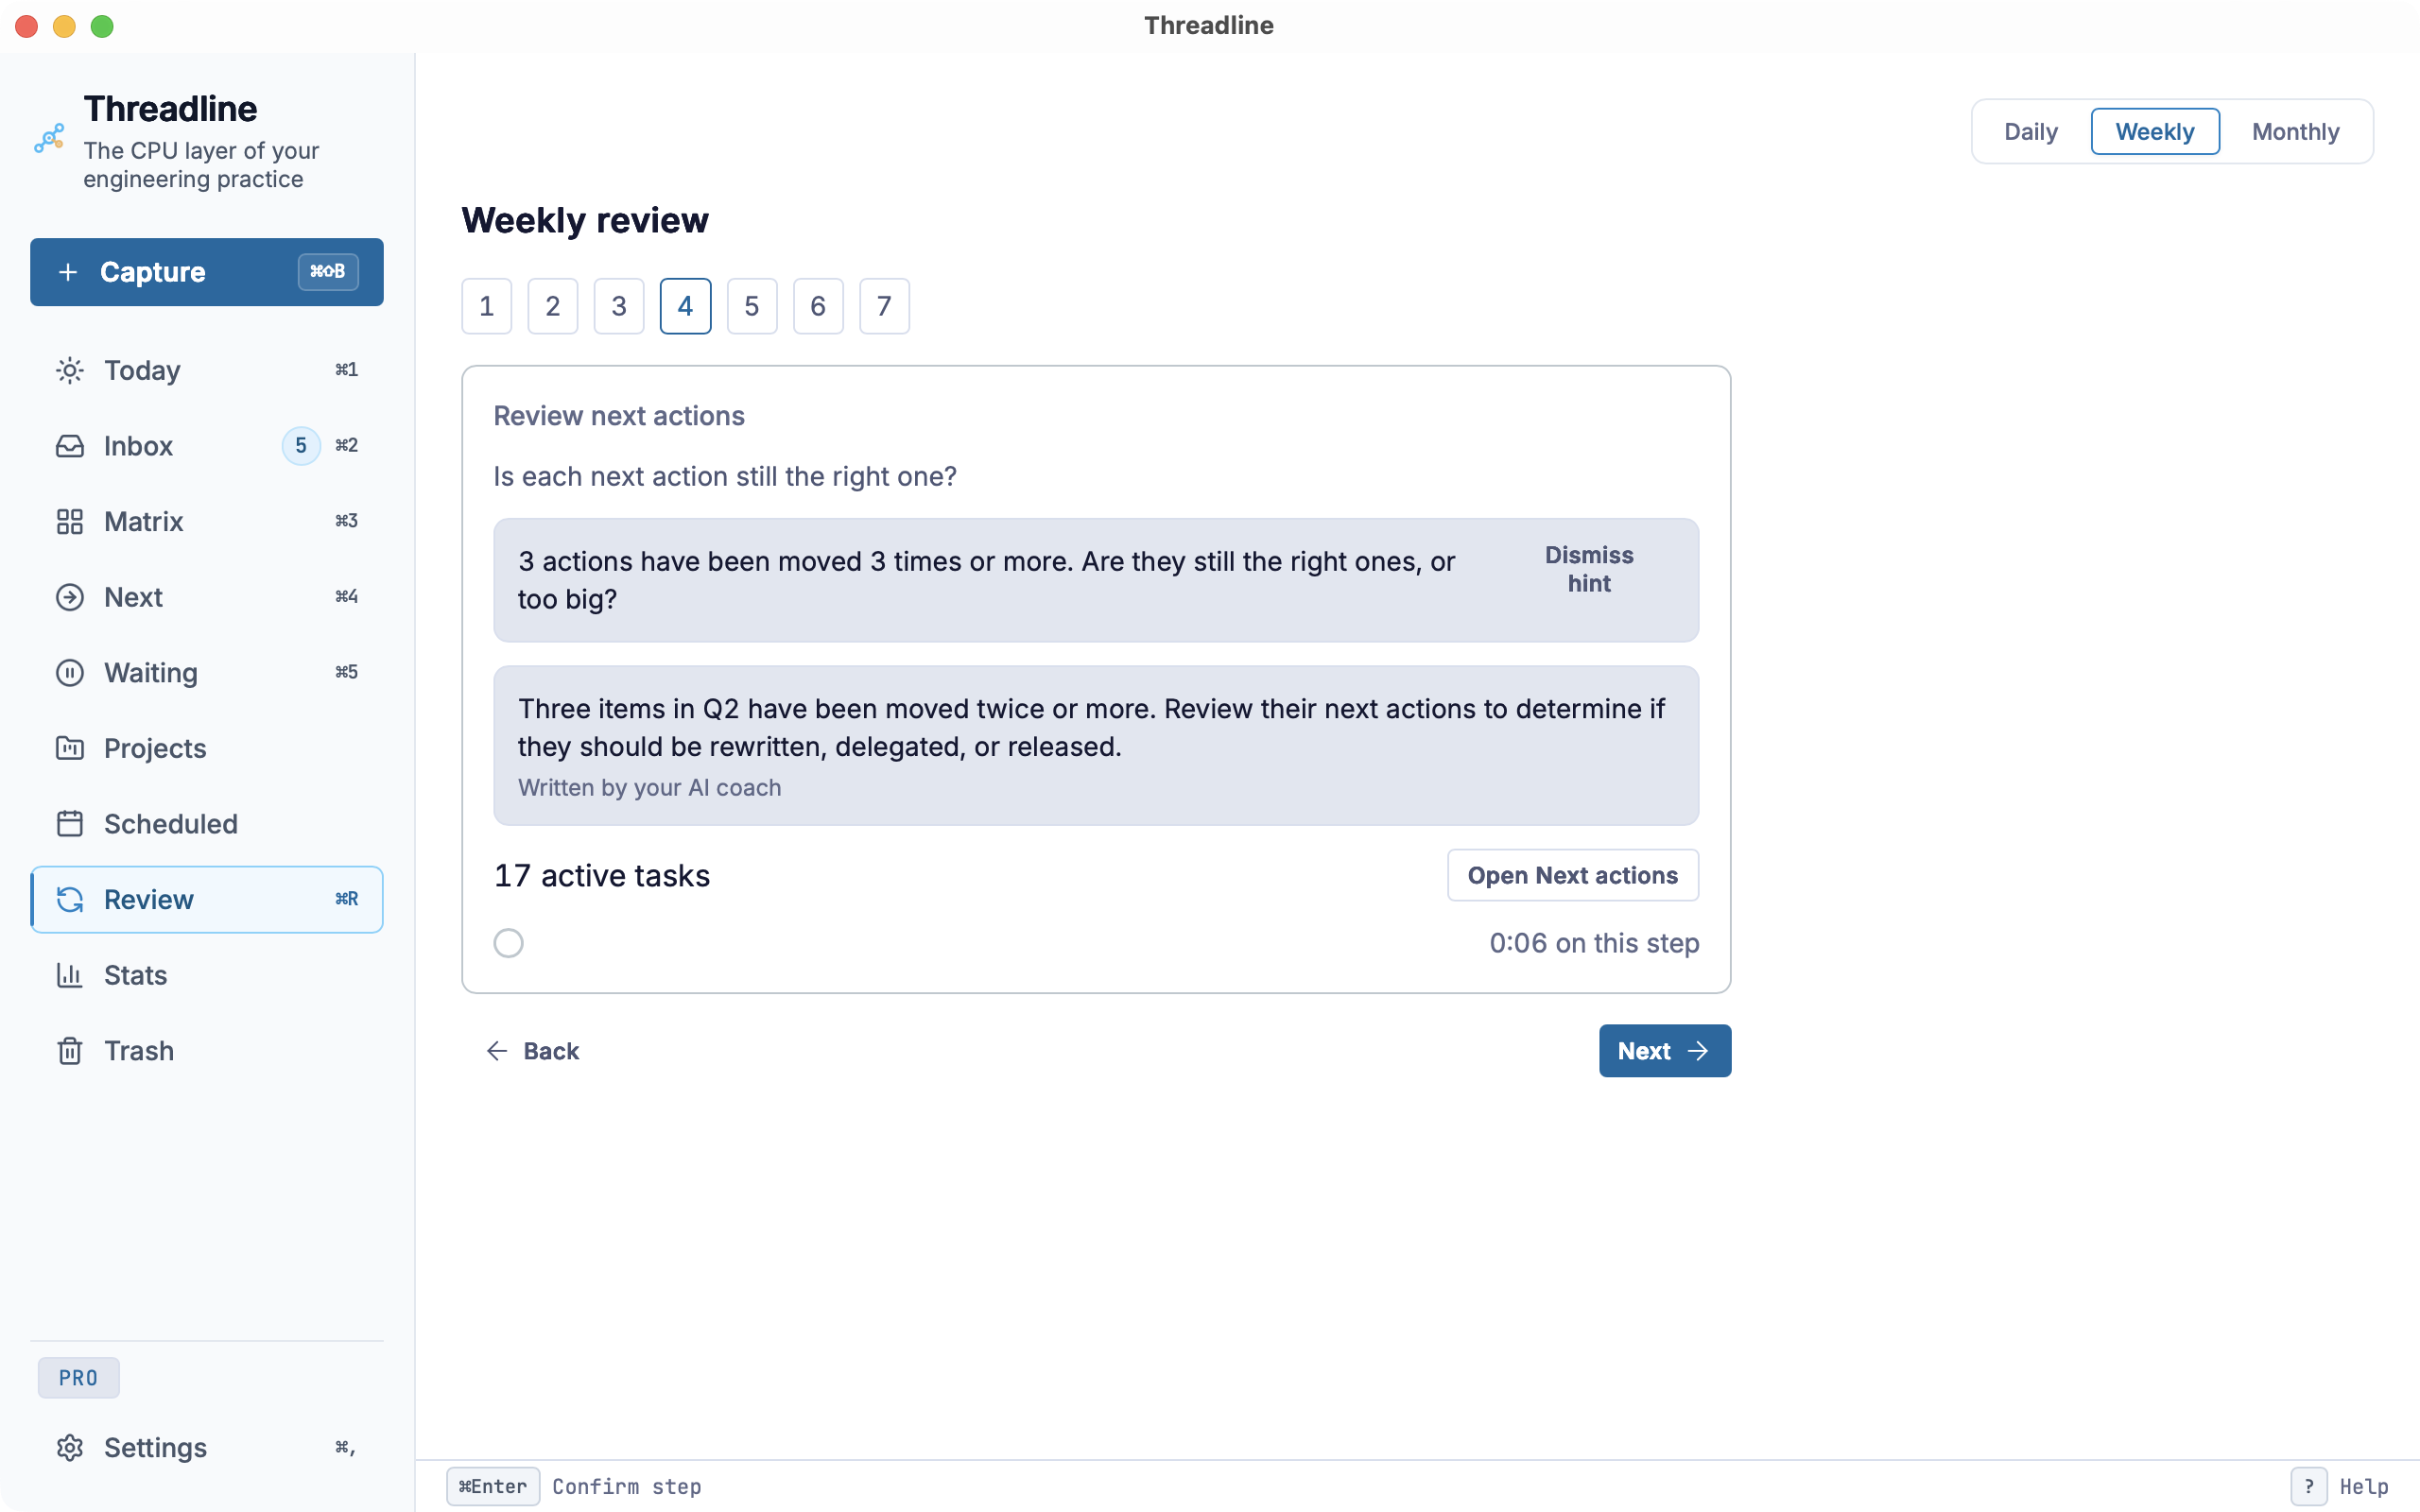 Threadline
Threadline
The CPU layer of your
engineering practice
Capture ⌘⇧B
Today ⌘1
Inbox 5 ⌘2
Matrix ⌘3
Next ⌘4
Waiting ⌘5
Projects
Scheduled
Review ⌘R
Stats
Trash
PRO
Settings ⌘,
Daily Weekly Monthly
Weekly review
1 2 3 4 5 6 7
Review next actions
Is each next action still the right one?
3 actions have been moved 3 times or more. Are they still the right ones, or
too big?
Dismiss
hint
Three items in Q2 have been moved twice or more. Review their next actions to determine if
they should be rewritten, delegated, or released.
Written by your AI coach
17 active tasks
Open Next actions
0:06 on this step
Back
Next
⌘Enter Confirm step
? Help